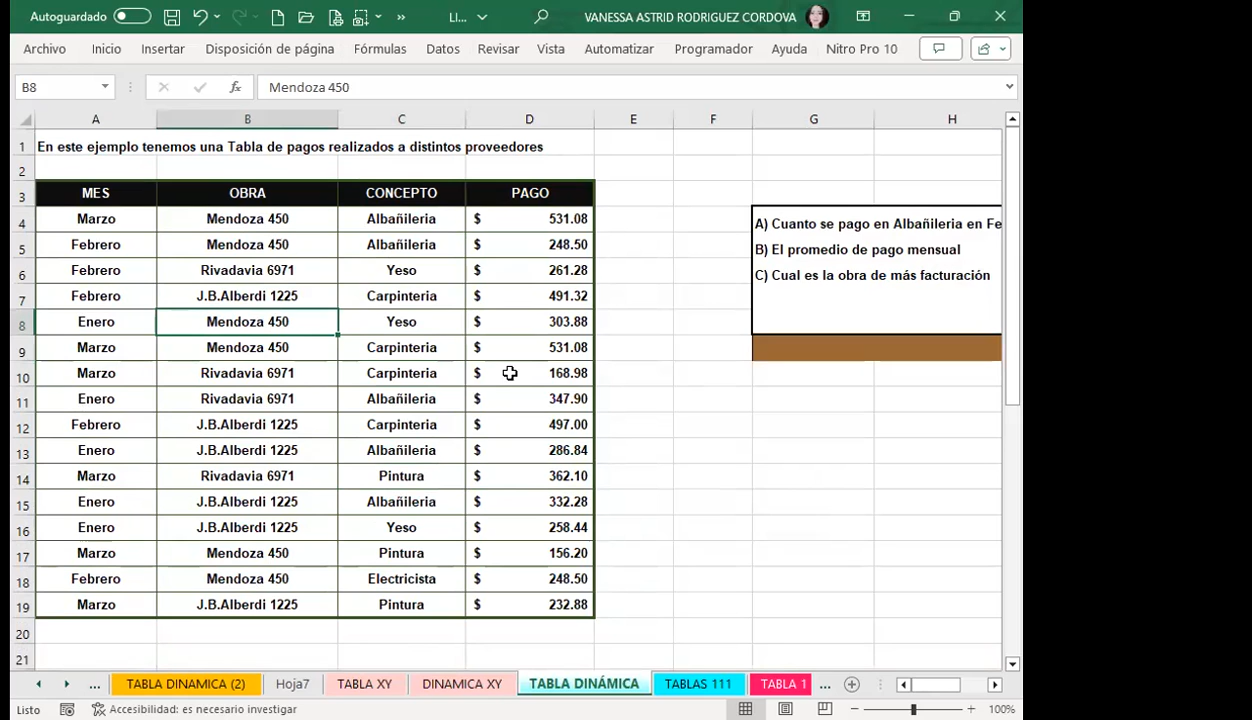 Autoguardado LI... VANESSA ASTRID RODRIGUEZ CORDOVA
Archivo Inicio Insertar Disposición de página Fórmulas Datos Revisar Vista Automatizar Programador Ayuda Nitro Pro 10
B8 fx Mendoza 450
A B C D E F G H
1 En este ejemplo tenemos una Tabla de pagos realizados a distintos proveedores
2
3 MES OBRA CONCEPTO PAGO
4 Marzo Mendoza 450 Albañileria $ 531.08 A) Cuanto se pago en Albañileria en Fe
5 Febrero Mendoza 450 Albañileria $ 248.50 B) El promedio de pago mensual
6 Febrero Rivadavia 6971 Yeso $ 261.28 C) Cual es la obra de más facturación
7 Febrero J.B.Alberdi 1225 Carpinteria $ 491.32
8 Enero Mendoza 450 Yeso $ 303.88
9 Marzo Mendoza 450 Carpinteria $ 531.08
10 Marzo Rivadavia 6971 Carpinteria $ 168.98
11 Enero Rivadavia 6971 Albañileria $ 347.90
12 Febrero J.B.Alberdi 1225 Carpinteria $ 497.00
13 Enero J.B.Alberdi 1225 Albañileria $ 286.84
14 Marzo Rivadavia 6971 Pintura $ 362.10
15 Enero J.B.Alberdi 1225 Albañileria $ 332.28
16 Enero J.B.Alberdi 1225 Yeso $ 258.44
17 Marzo Mendoza 450 Pintura $ 156.20
18 Febrero Mendoza 450 Electricista $ 248.50
19 Marzo J.B.Alberdi 1225 Pintura $ 232.88
20
21
... TABLA DINAMICA (2) Hoja7 TABLA XY DINAMICA XY TABLA DINÁMICA TABLAS 111 TABLA 1 ...
Listo Accesibilidad: es necesario investigar 100%